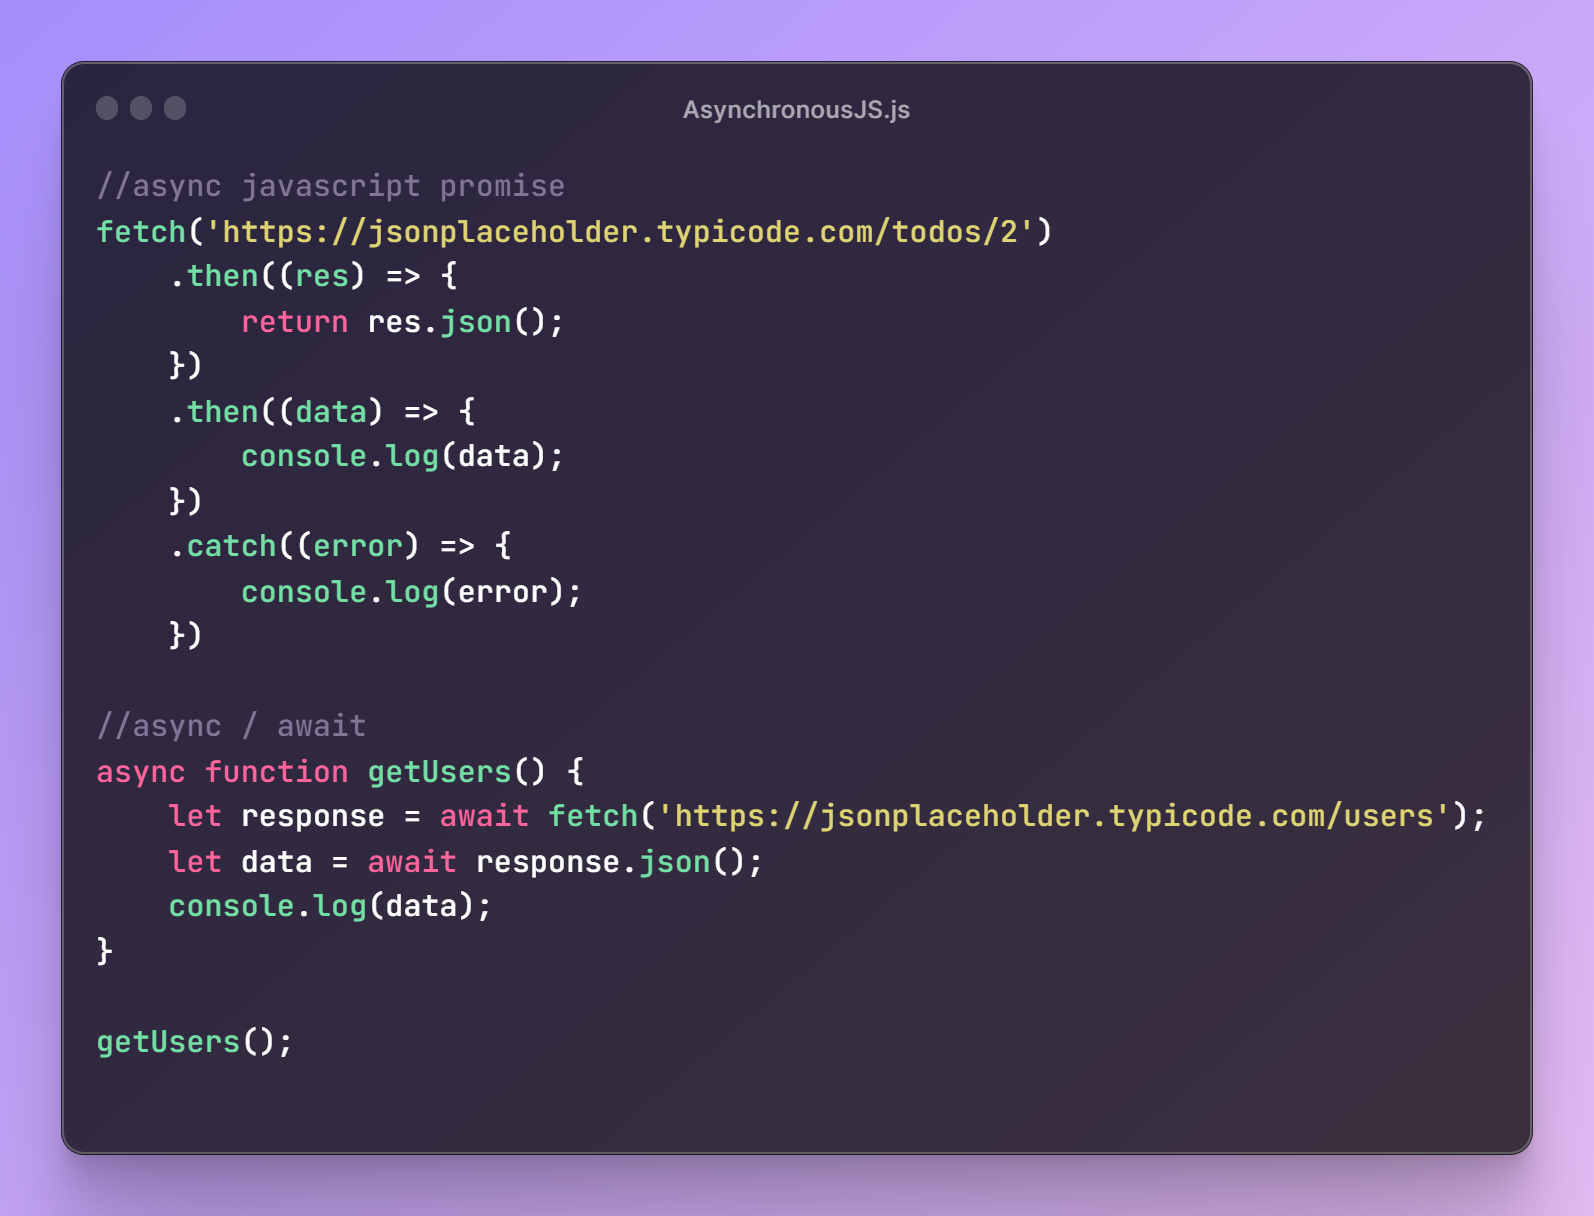 AsynchronousJS.js
//async javascript promise
fetch('https://jsonplaceholder.typicode.com/todos/2')
    .then((res) => {
        return res.json();
    })
    .then((data) => {
        console.log(data);
    })
    .catch((error) => {
        console.log(error);
    })

//async / await
async function getUsers() {
    let response = await fetch('https://jsonplaceholder.typicode.com/users');
    let data = await response.json();
    console.log(data);
}

getUsers();